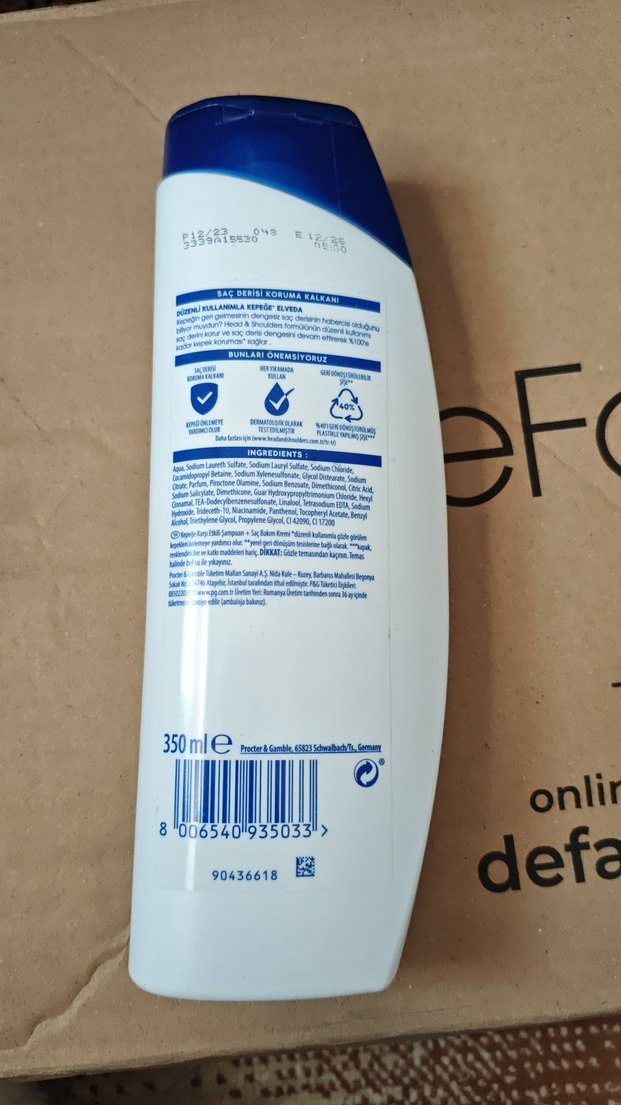 P12/23 048 E 12/26
3339A15530 05:30
SAÇ DERİSİ KORUMA KALKANI
DÜZENLİ KULLANIMLA KEPEĞE* ELVEDA
Kepeğin geri gelmesinin dengesiz saç derisinin habercisi olduğunu
biliyor muydun? Head & Shoulders formülünün düzenli kullanımı
saç derini korur ve saç derisi dengesini devam ettirerek %100'e
kadar kepek koruması* sağlar
BUNLARI ÖNEMSİYORUZ
SAÇ DERİSİ
KORUMA KALKANI
HER YIKAMADA
KULLAN
GERİ DÖNÜŞTÜRÜLEBİLİR
ŞİŞE**
40%
KEPEĞİ ÖNLEMEYE
YARDIMCI OLUR
DERMATOLOJİK OLARAK
TEST EDİLMİŞTİR
%40'I GERİ DÖNÜŞTÜRÜLMÜŞ
PLASTİKLE YAPILMIŞ ŞİŞE***
Daha fazlası için (www.headandshoulders.com.tr/tr-tr)
INGREDIENTS :
Aqua, Sodium Laureth Sulfate, Sodium Lauryl Sulfate, Sodium Chloride,
Cocamidopropyl Betaine, Sodium Xylenesulfonate, Glycol Distearate, Sodium
Citrate, Parfum, Piroctone Olamine, Sodium Benzoate, Dimethiconol, Citric Acid,
Sodium Salicylate, Dimethicone, Guar Hydroxypropyltrimonium Chloride, Hexyl
Cinnamal, TEA-Dodecylbenzenesulfonate, Linalool, Tetrasodium EDTA, Sodium
Hydroxide, Trideceth-10, Niacinamide, Panthenol, Tocopheryl Acetate, Benzyl
Alcohol, Triethylene Glycol, Propylene Glycol, CI 42090, CI 17200
TR Kepeğe Karşı Etkili Şampuan + Saç Bakım Kremi *düzenli kullanımla gözle görülen
kepekleri önlemeye yardımcı olur. **yerel geri dönüşüm tesislerine bağlı olarak. ***kapak,
renklendiriciler ve katkı maddeleri hariç. DİKKAT: Gözle temasından kaçının. Temas
halinde bol su ile yıkayınız.
Procter & Gamble Tüketim Malları Sanayi A.Ş. Nida Kule – Kuzey, Barbaros Mahallesi Begonya
Sokak No: 34746 Ataşehir, İstanbul tarafından ithal edilmiştir. P&G Tüketici İlişkileri:
www.pg.com.tr Üretim Yeri: Romanya Üretim tarihinden sonra 36 ay içinde
tüketmeniz tavsiye edilir (ambalaja bakınız).
350 ml e Procter & Gamble, 65823 Schwalbach/Ts., Germany
8 006540 935033 >
90436618
eFa
onlin
defa